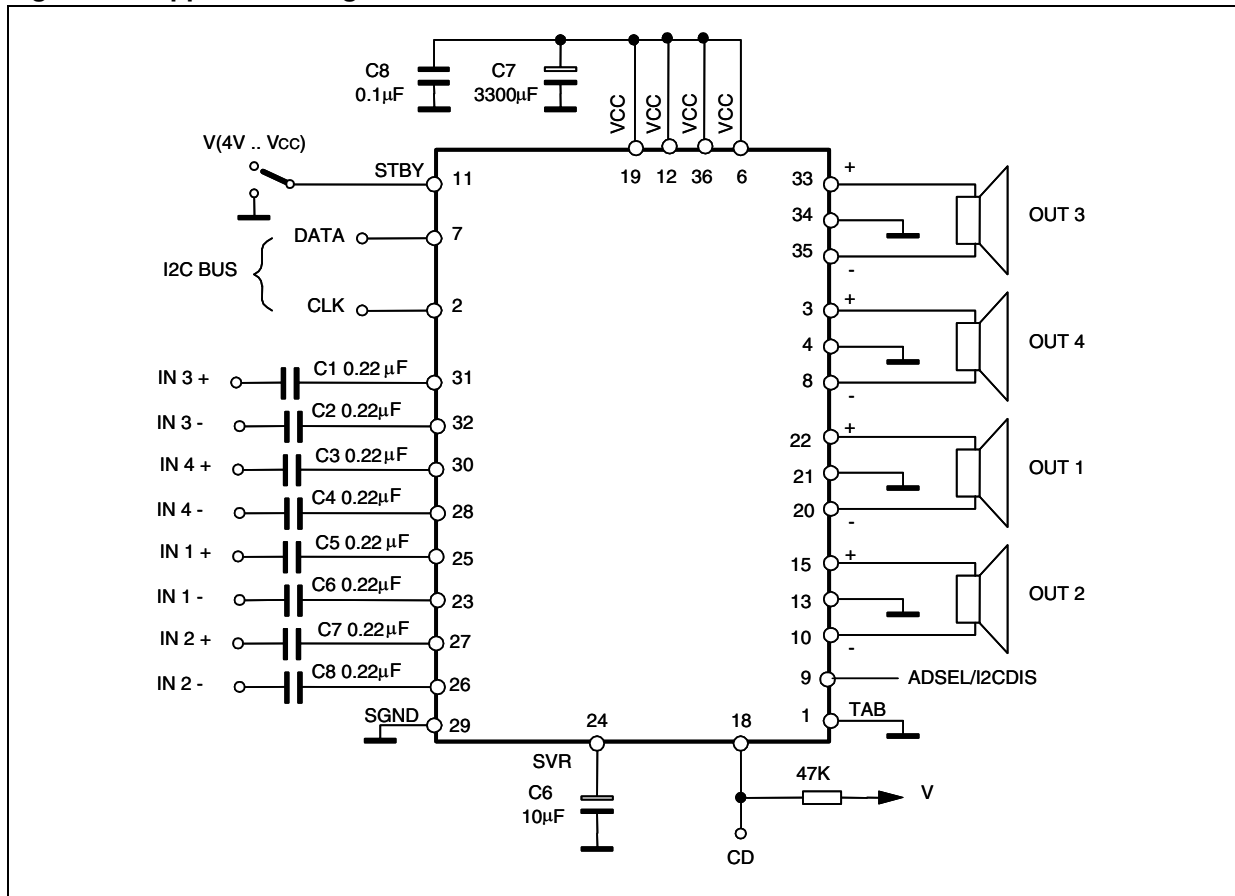 C8
0.1µF
C7
3300µF
VCC
VCC
VCC
VCC
V(4V .. VCC)
STBY
11
19
12
36
6
33
+
34
35
-
OUT 3
DATA
7
I2C BUS
CLK
2
3
+
4
8
-
OUT 4
IN 3 +
C1 0.22 µF
31
IN 3 -
C2 0.22µF
32
IN 4 +
C3 0.22µF
30
IN 4 -
C4 0.22µF
28
IN 1 +
C5 0.22 µF
25
IN 1 -
C6 0.22µF
23
IN 2 +
C7 0.22µF
27
IN 2 -
C8 0.22µF
26
22
+
21
20
-
OUT 1
15
+
13
10
-
OUT 2
9
ADSEL/I2CDIS
SGND
29
24
18
1
TAB
SVR
C6
10µF
47K
V
CD